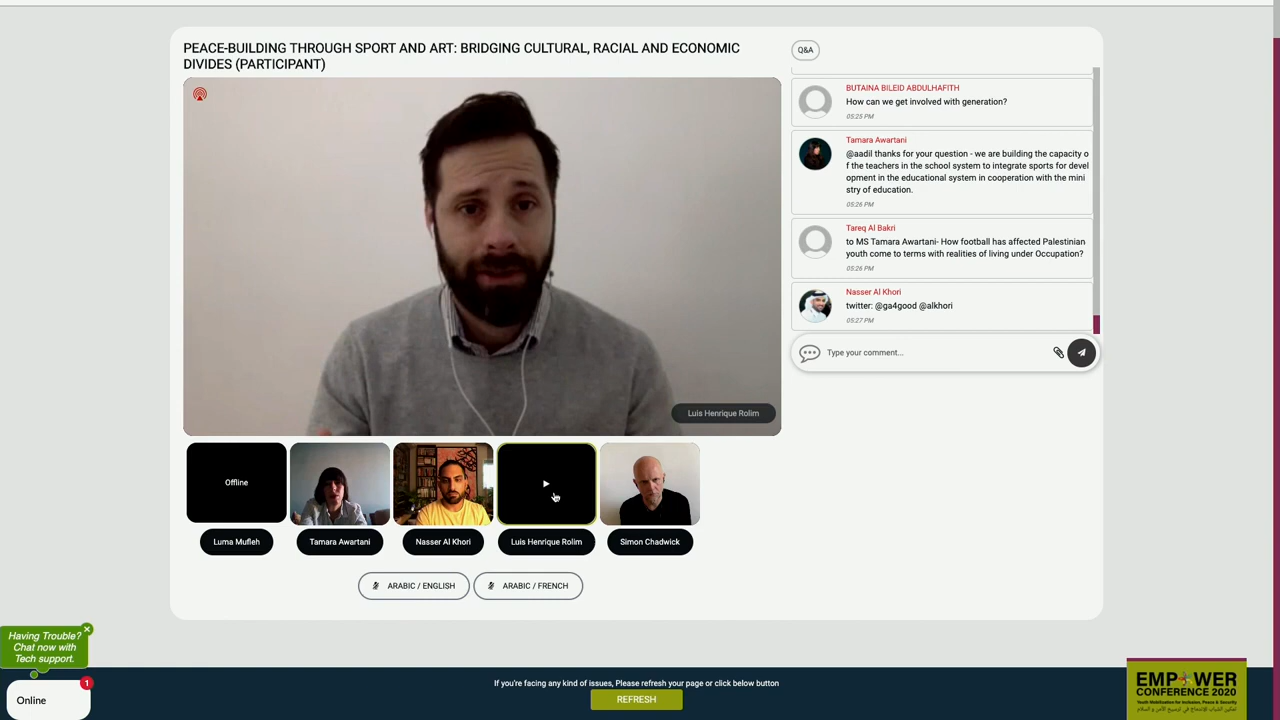 PEACE-BUILDING THROUGH SPORT AND ART: BRIDGING CULTURAL, RACIAL AND ECONOMIC
DIVIDES (PARTICIPANT)
Luis Henrique Rolim
Offline
Luma Mufleh
Tamara Awartani
Nasser Al Khori
Luis Henrique Rolim
Simon Chadwick
ARABIC / ENGLISH
ARABIC / FRENCH
Q&A
BUTAINA BILEID ABDULHAFITH
How can we get involved with generation?
05:25 PM
Tamara Awartani
@aadil thanks for your question - we are building the capacity o
f the teachers in the school system to integrate sports for devel
opment in the educational system in cooperation with the mini
stry of education.
05:26 PM
Tareq Al Bakri
to MS Tamara Awartani- How football has affected Palestinian
youth come to terms with realities of living under Occupation?
05:26 PM
Nasser Al Khori
twitter: @ga4good @alkhori
05:27 PM
Type your comment...
Having Trouble?
Chat now with
Tech support.
Online
1
If you're facing any kind of issues, Please refresh your page or click below button
REFRESH
EMPOWER
CONFERENCE 2020
Youth Mobilisation for Inclusion, Peace & Security